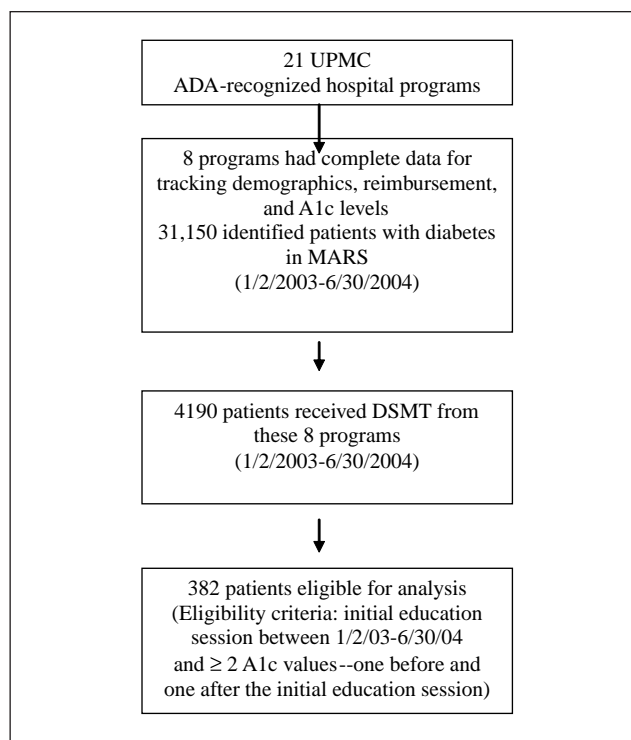 21 UPMC
ADA-recognized hospital programs
8 programs had complete data for
tracking demographics, reimbursement,
and A1c levels
31,150 identified patients with diabetes
in MARS
(1/2/2003-6/30/2004)
4190 patients received DSMT from
these 8 programs
(1/2/2003-6/30/2004)
382 patients eligible for analysis
(Eligibility criteria: initial education
session between 1/2/03-6/30/04
and ≥ 2 A1c values--one before and
one after the initial education session)